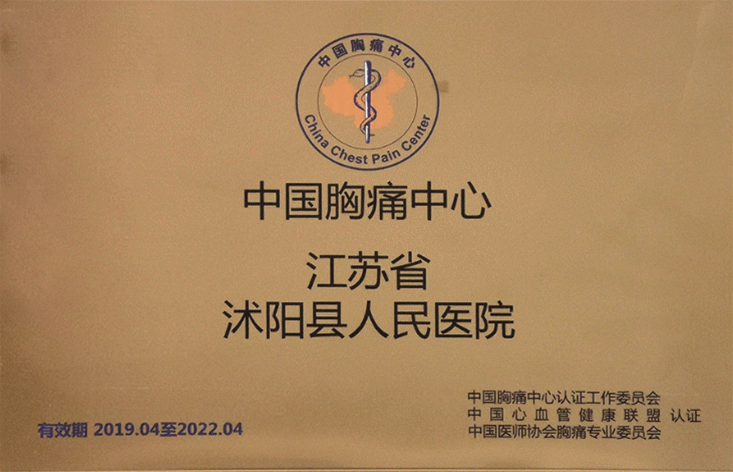 中国胸痛中心
China Chest Pain Center
中国胸痛中心
江苏省
沭阳县人民医院
中国胸痛中心认证工作委员会
中国心血管健康联盟 认证
中国医师协会胸痛专业委员会
有效期 2019.04至2022.04